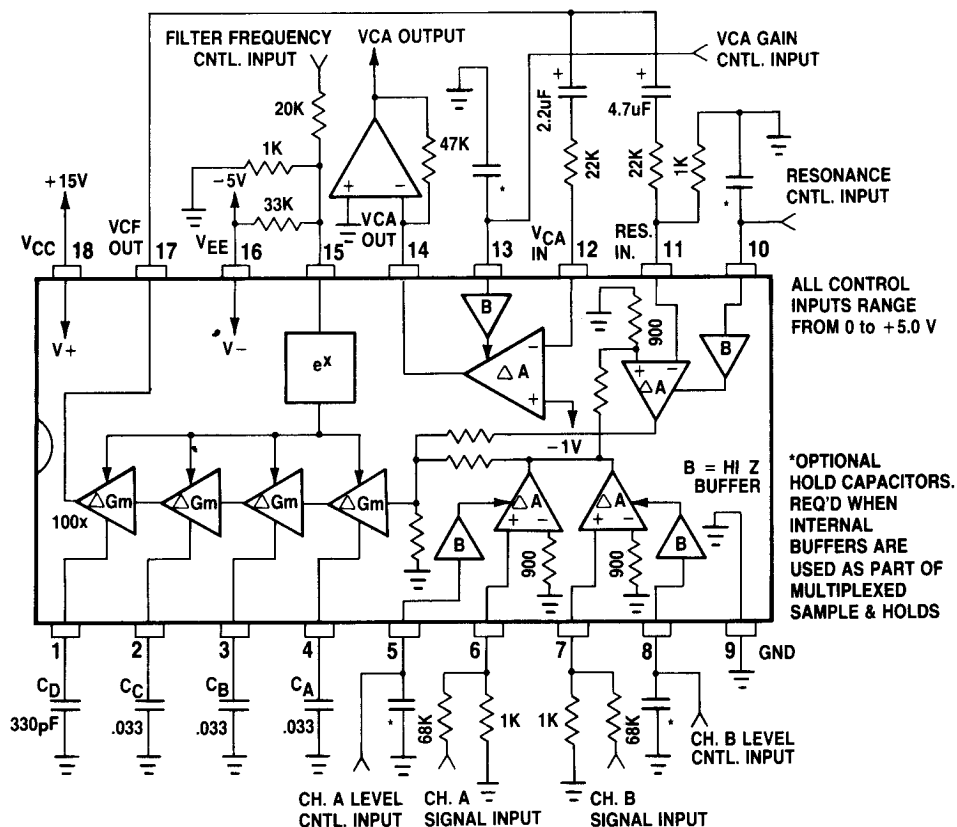 FILTER FREQUENCY
CNTL. INPUT
VCA OUTPUT
VCA GAIN
CNTL. INPUT
20K
47K
2.2uF
+
4.7uF
+
1K
22K
22K
1K
*
*
RESONANCE
CNTL. INPUT
+15V
-5V
33K
+ -
VCA
OUT
VCC
VCF
OUT
VEE
VCA
IN
RES.
IN.
18 17 16 15 14 13 12 11 10
V+
V-
ex
B
- Δ A +
-1V
900
+ Δ A -
B
ALL CONTROL
INPUTS RANGE
FROM 0 to +5.0 V
100x
ΔGm ΔGm ΔGm ΔGm
B
ΔA
+ -
900
ΔA
+ -
900
B
B = HI Z
BUFFER
*OPTIONAL
HOLD CAPACITORS.
REQ'D WHEN
INTERNAL
BUFFERS ARE
USED AS PART OF
MULTIPLEXED
SAMPLE & HOLDS
1 2 3 4 5 6 7 8 9 GND
CD
330pF
CC
.033
CB
.033
CA
.033
*
68K
1K
1K
68K
*
CH. A LEVEL
CNTL. INPUT
CH. A
SIGNAL INPUT
CH. B
SIGNAL INPUT
CH. B LEVEL
CNTL. INPUT